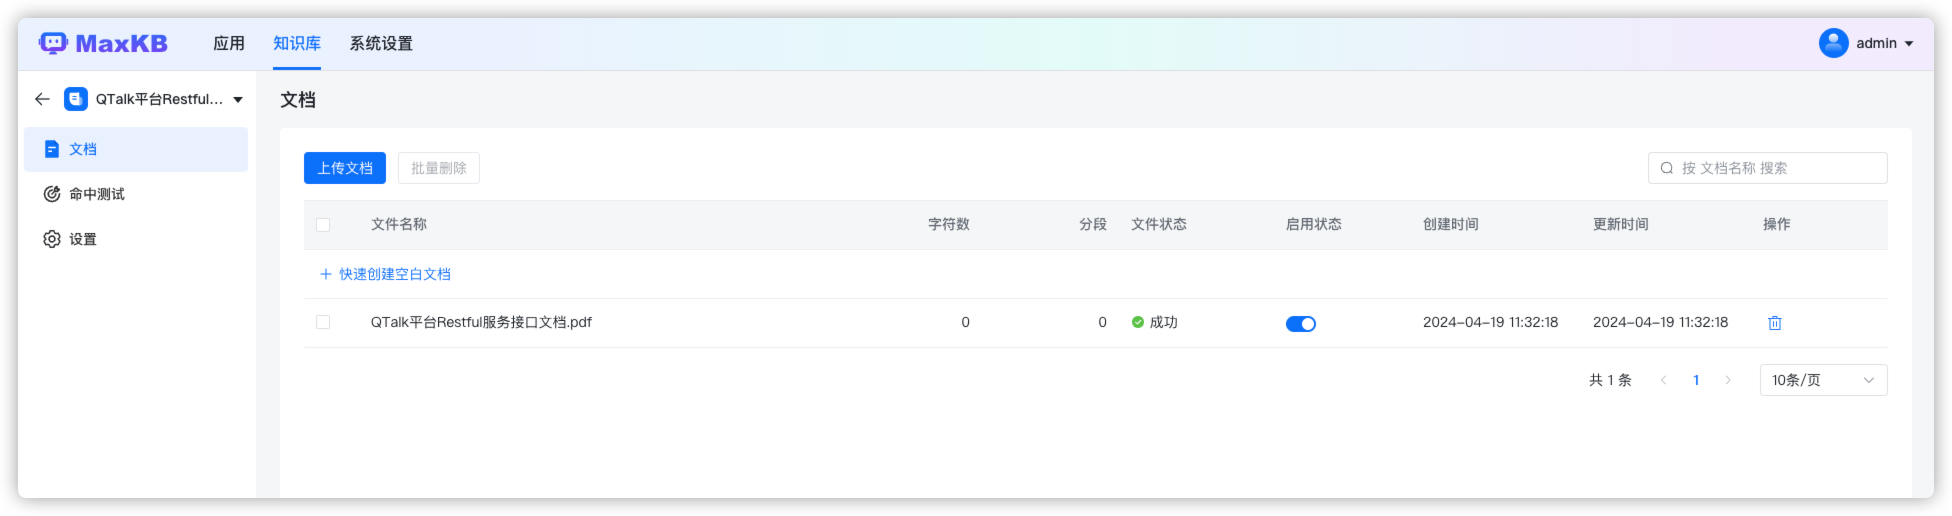 MaxKB 应用 知识库 系统设置 admin
QTalk平台Restful...
文档
命中测试
设置
文档
上传文档 批量删除 按 文档名称 搜索
文件名称 字符数 分段 文件状态 启用状态 创建时间 更新时间 操作
+ 快速创建空白文档
QTalk平台Restful服务接口文档.pdf 0 0 成功 2024-04-19 11:32:18 2024-04-19 11:32:18
共 1 条 1 10条/页